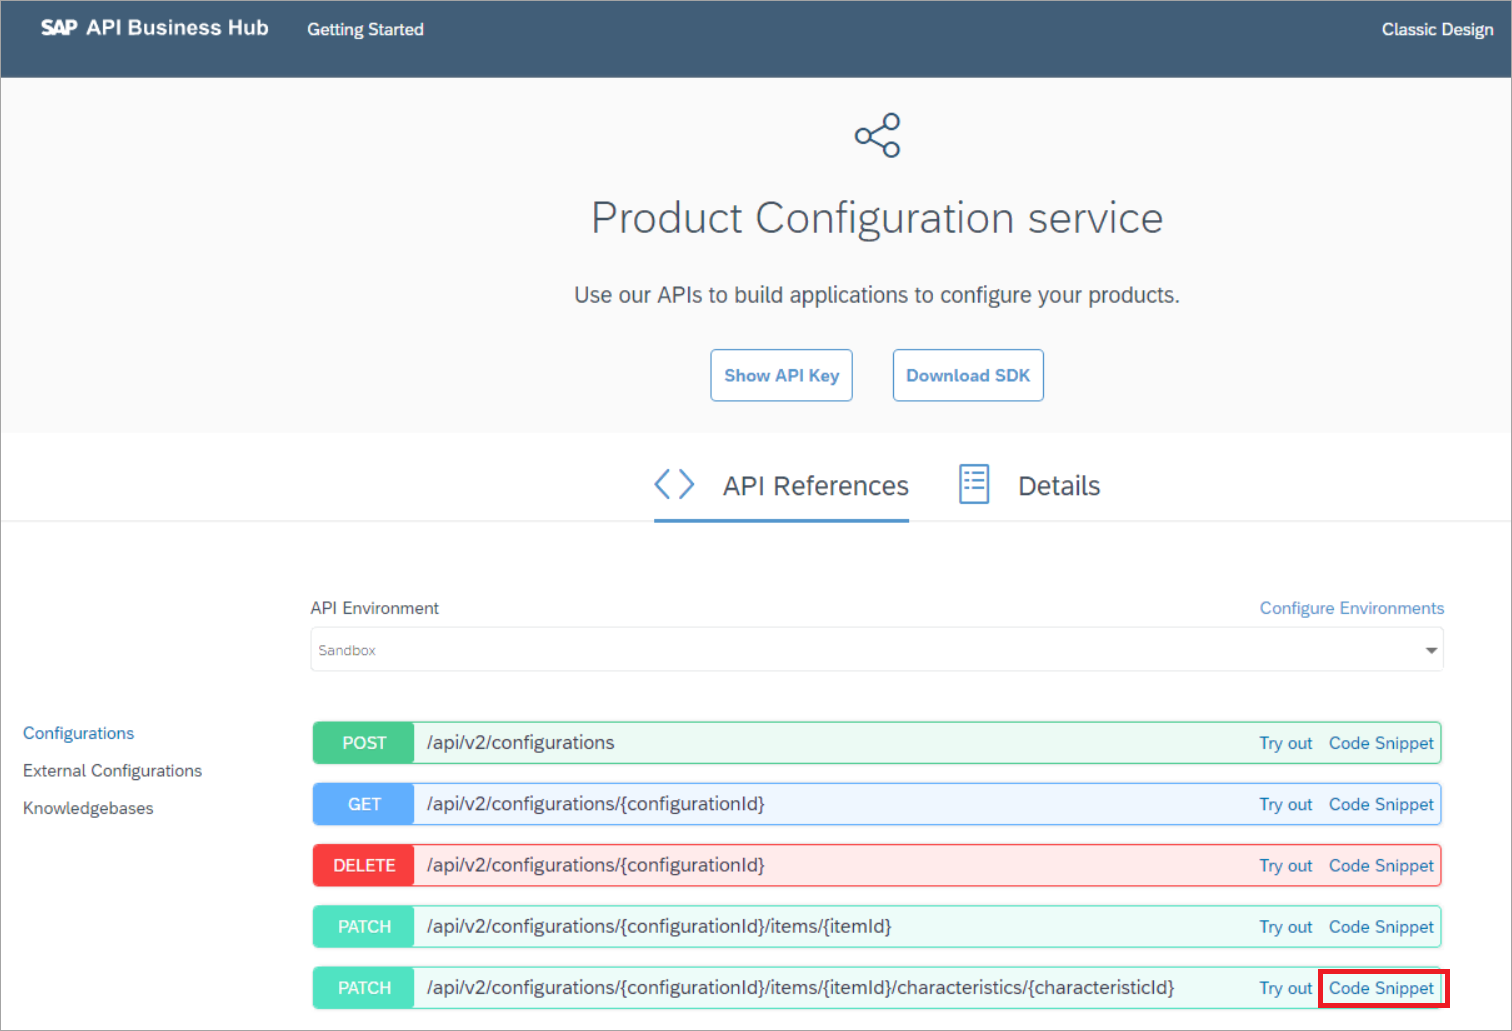 SAP API Business Hub Getting Started Classic Design
Product Configuration service
Use our APIs to build applications to configure your products.
Show API Key Download SDK
API References Details
API Environment Configure Environments
Sandbox
Configurations
External Configurations
Knowledgebases
POST /api/v2/configurations Try out Code Snippet
GET /api/v2/configurations/{configurationId} Try out Code Snippet
DELETE /api/v2/configurations/{configurationId} Try out Code Snippet
PATCH /api/v2/configurations/{configurationId}/items/{itemId} Try out Code Snippet
PATCH /api/v2/configurations/{configurationId}/items/{itemId}/characteristics/{characteristicId} Try out Code Snippet